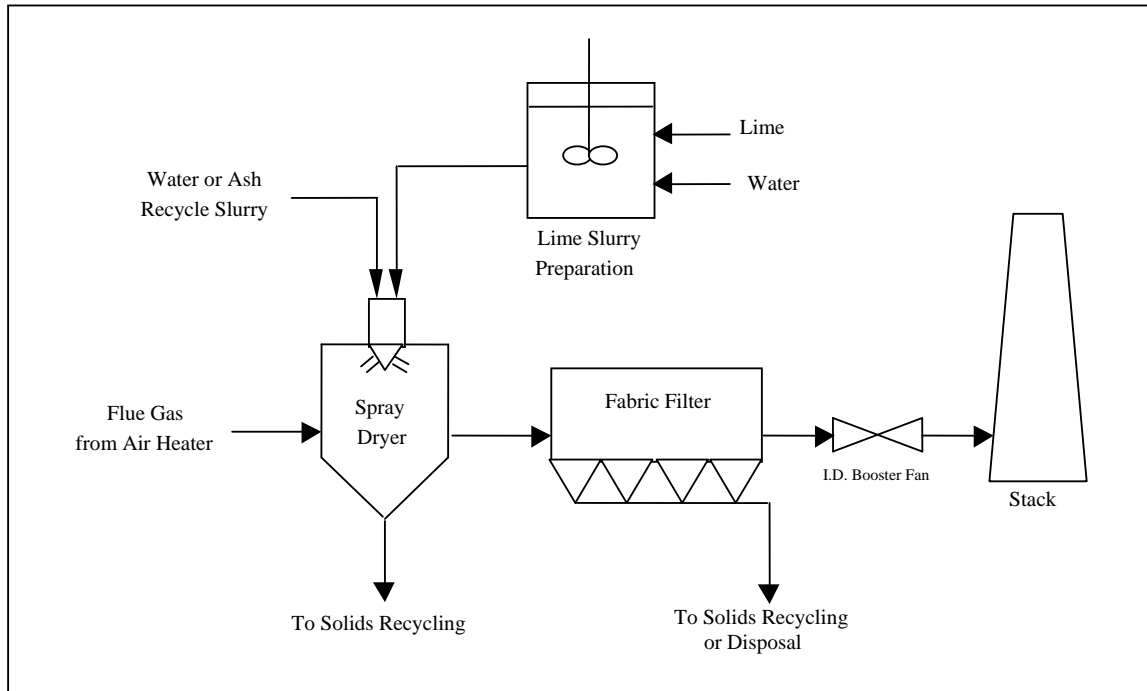 Lime
Water
Water or Ash
Recycle Slurry
Lime Slurry
Preparation
Flue Gas
from Air Heater
Spray
Dryer
Fabric Filter
I.D. Booster Fan
Stack
To Solids Recycling
To Solids Recycling
or Disposal